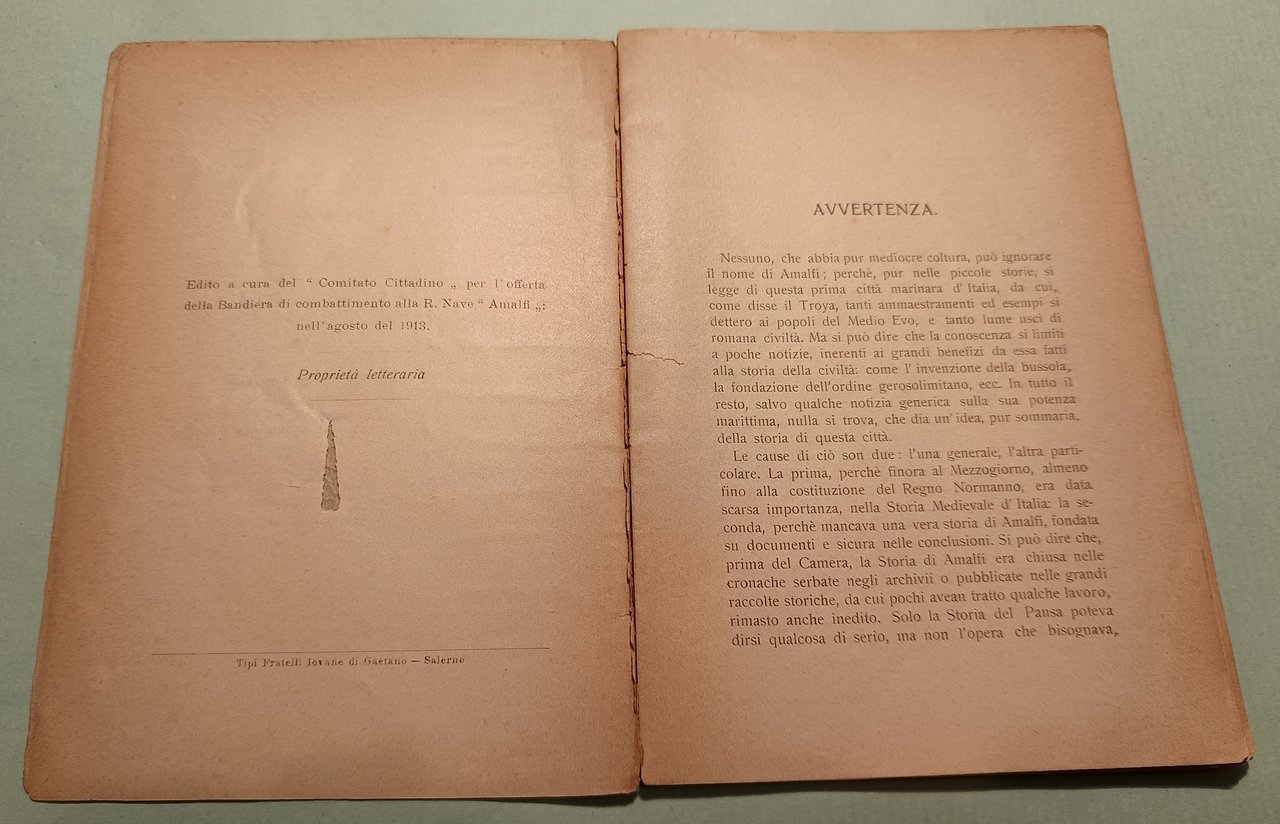 Edito a cura del “ Comitato Cittadino „ per l'offerta
della Bandiera di combattimento alla R. Nave “ Amalfi „:
nell'agosto del 1913.
Proprietà letteraria
Tipi Fratelli Jovane di Gaetano — Salerno
AVVERTENZA.
Nessuno, che abbia pur mediocre coltura, può ignorare
il nome di Amalfi; perchè, pur nelle piccole storie, si
legge di questa prima città marinara d'Italia, da cui,
come disse il Troya, tanti ammaestramenti ed esempi si
dettero ai popoli del Medio Evo, e tanto lume uscì di
romana civiltà. Ma si può dire che la conoscenza si limiti
a poche notizie, inerenti ai grandi benefizi da essa fatti
alla storia della civiltà: come l'invenzione della bussola,
la fondazione dell'ordine gerosolimitano, ecc. In tutto il
resto, salvo qualche notizia generica sulla sua potenza
marittima, nulla si trova, che dia un'idea, pur sommaria,
della storia di questa città.
Le cause di ciò son due: l'una generale, l'altra parti-
colare. La prima, perchè finora al Mezzogiorno, almeno
fino alla costituzione del Regno Normanno, era data
scarsa importanza, nella Storia Medievale d'Italia: la se-
conda, perchè mancava una vera storia di Amalfi, fondata
su documenti e sicura nelle conclusioni. Si può dire che,
prima del Camera, la Storia di Amalfi era chiusa nelle
cronache serbate negli archivii o pubblicate nelle grandi
raccolte storiche, da cui pochi avean tratto qualche lavoro,
rimasto anche inedito. Solo la Storia del Pansa poteva
dirsi qualcosa di serio, ma non l'opera che bisognava,